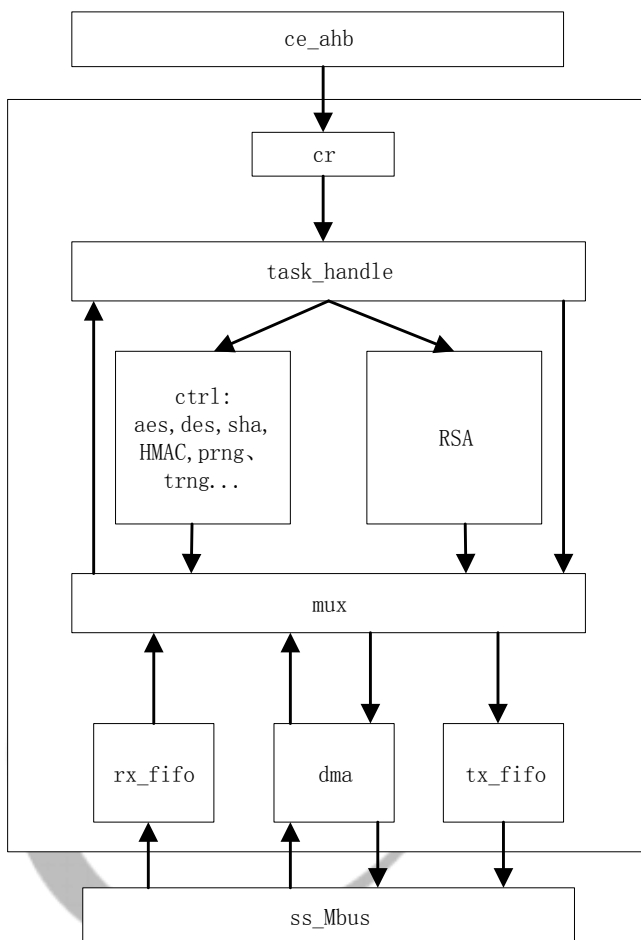 ce_ahb
cr
task_handle
ctrl:
aes,des,sha,
HMAC,prng、
trng...
RSA
mux
rx_fifo
dma
tx_fifo
ss_Mbus